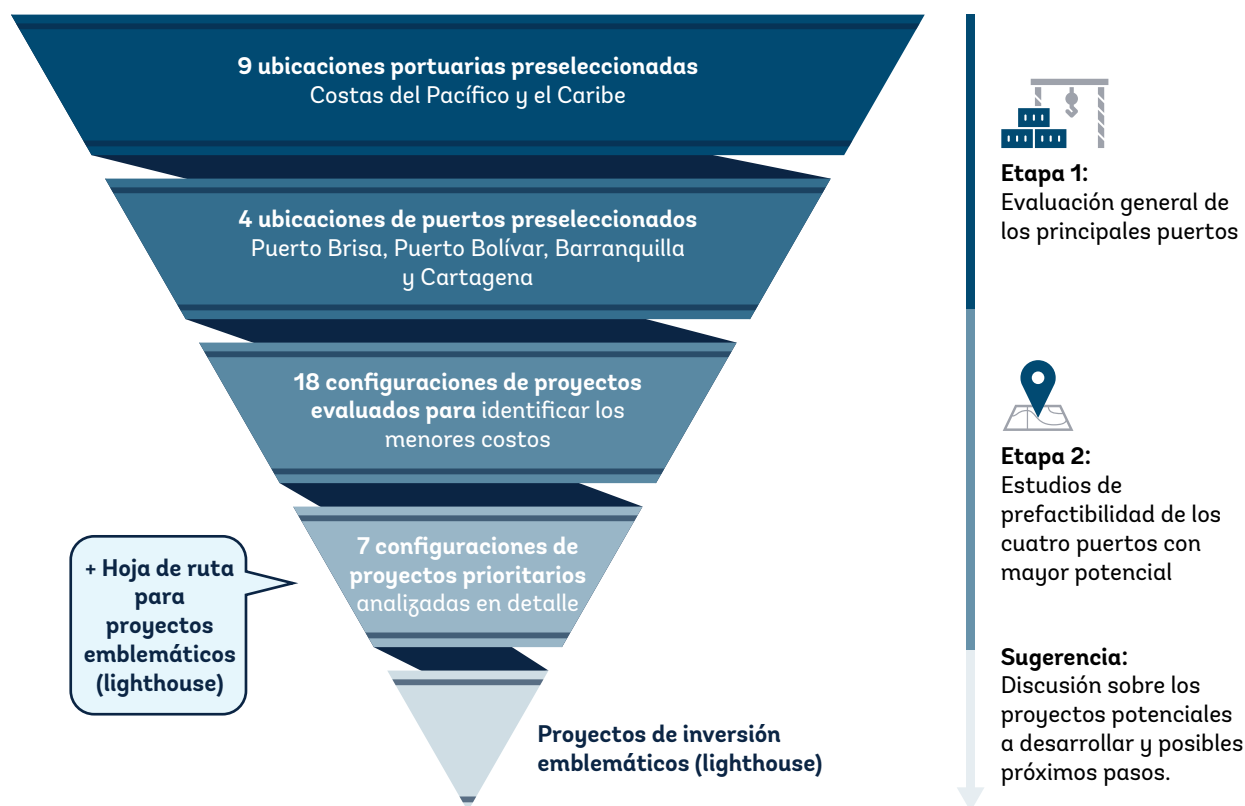 9 ubicaciones portuarias preseleccionadas
Costas del Pacífico y el Caribe
4 ubicaciones de puertos preseleccionados
Puerto Brisa, Puerto Bolívar, Barranquilla
y Cartagena
18 configuraciones de proyectos
evaluados para identificar los
menores costos
7 configuraciones de
proyectos prioritarios
analizadas en detalle
+ Hoja de ruta
para
proyectos
emblemáticos
(lighthouse)
Proyectos de inversión
emblemáticos (lighthouse)
Etapa 1:
Evaluación general de
los principales puertos
Etapa 2:
Estudios de
prefactibilidad de los
cuatro puertos con
mayor potencial
Sugerencia:
Discusión sobre los
proyectos potenciales
a desarrollar y posibles
próximos pasos.